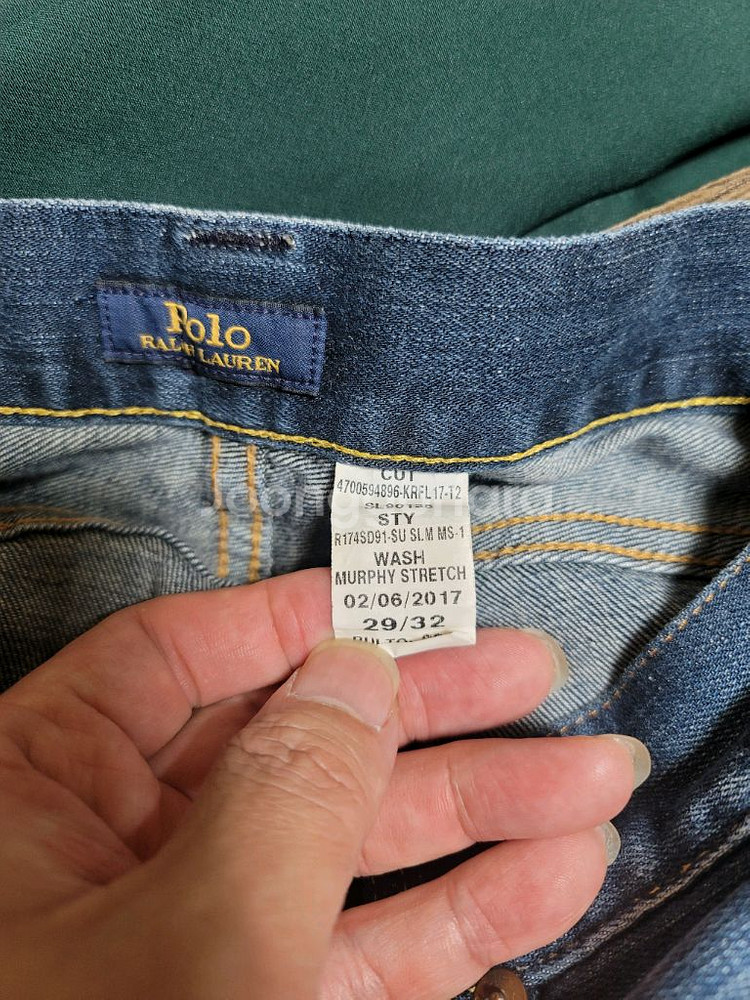 Polo
RALPH LAUREN
CUT
4700594896-KRFL17-T2
STY
R174SD91-SU SLM MS-1
WASH
MURPHY STRETCH
02/06/2017
29/32